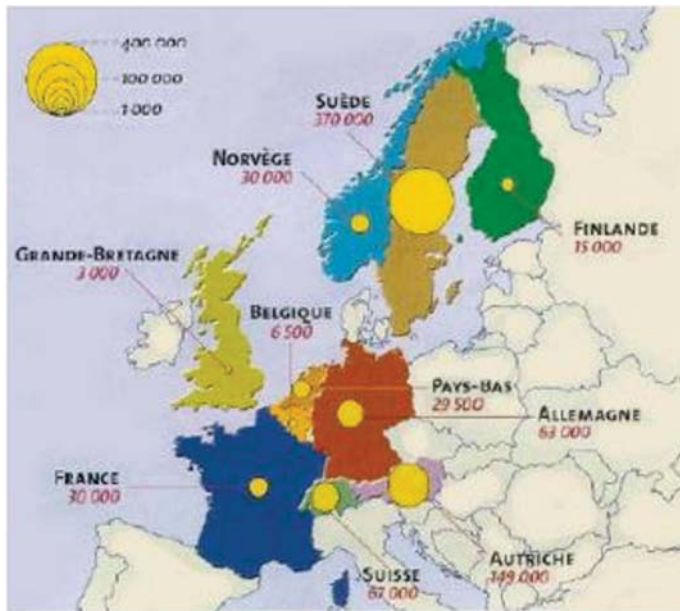 400 000
100 000
1 000
SUÈDE
370 000
NORVÈGE
30 000
FINLANDE
15 000
GRANDE-BRETAGNE
3 000
BELGIQUE
6 500
PAYS-BAS
29 500
ALLEMAGNE
63 000
FRANCE
30 000
SUISSE
67 000
AUTRICHE
149 000